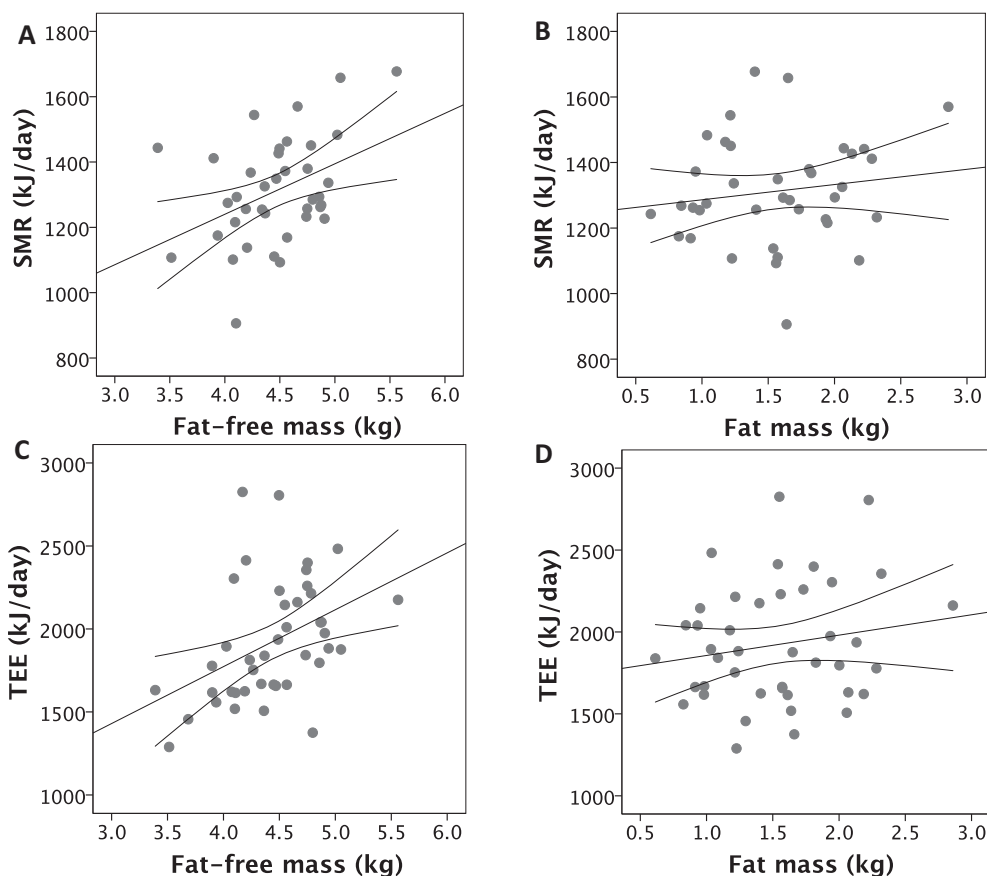 A
SMR (kJ/day)
1800
1600
1400
1200
1000
800
3.0 3.5 4.0 4.5 5.0 5.5 6.0
Fat-free mass (kg)
B
SMR (kJ/day)
1800
1600
1400
1200
1000
800
0.5 1.0 1.5 2.0 2.5 3.0
Fat mass (kg)
C
TEE (kJ/day)
3000
2500
2000
1500
1000
3.0 3.5 4.0 4.5 5.0 5.5 6.0
Fat-free mass (kg)
D
TEE (kJ/day)
3000
2500
2000
1500
1000
0.5 1.0 1.5 2.0 2.5 3.0
Fat mass (kg)